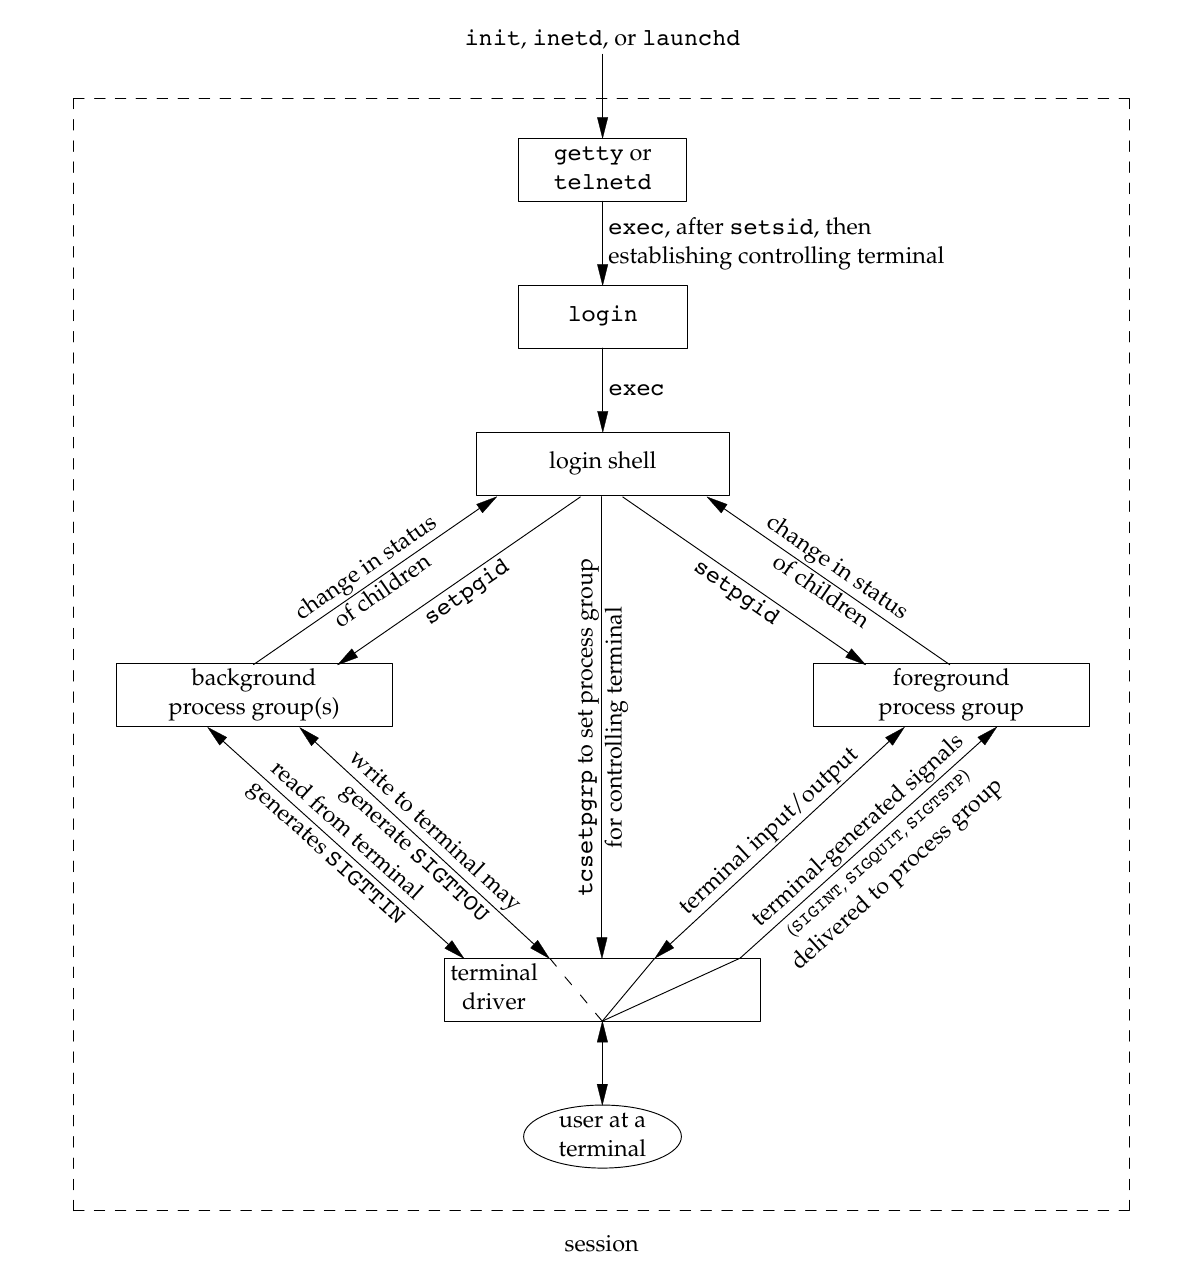 init, inetd, or launchd
getty or
telnetd
exec, after setsid, then
establishing controlling terminal
login
exec
login shell
change in status
of children
setpgid
tcsetpgrp to set process group
for controlling terminal
setpgid
change in status
of children
background
process group(s)
foreground
process group
read from terminal
generates SIGTTIN
write to terminal may
generate SIGTTOU
terminal input/output
terminal-generated signals
(SIGINT, SIGQUIT, SIGTSTP)
delivered to process group
terminal
driver
user at a
terminal
session